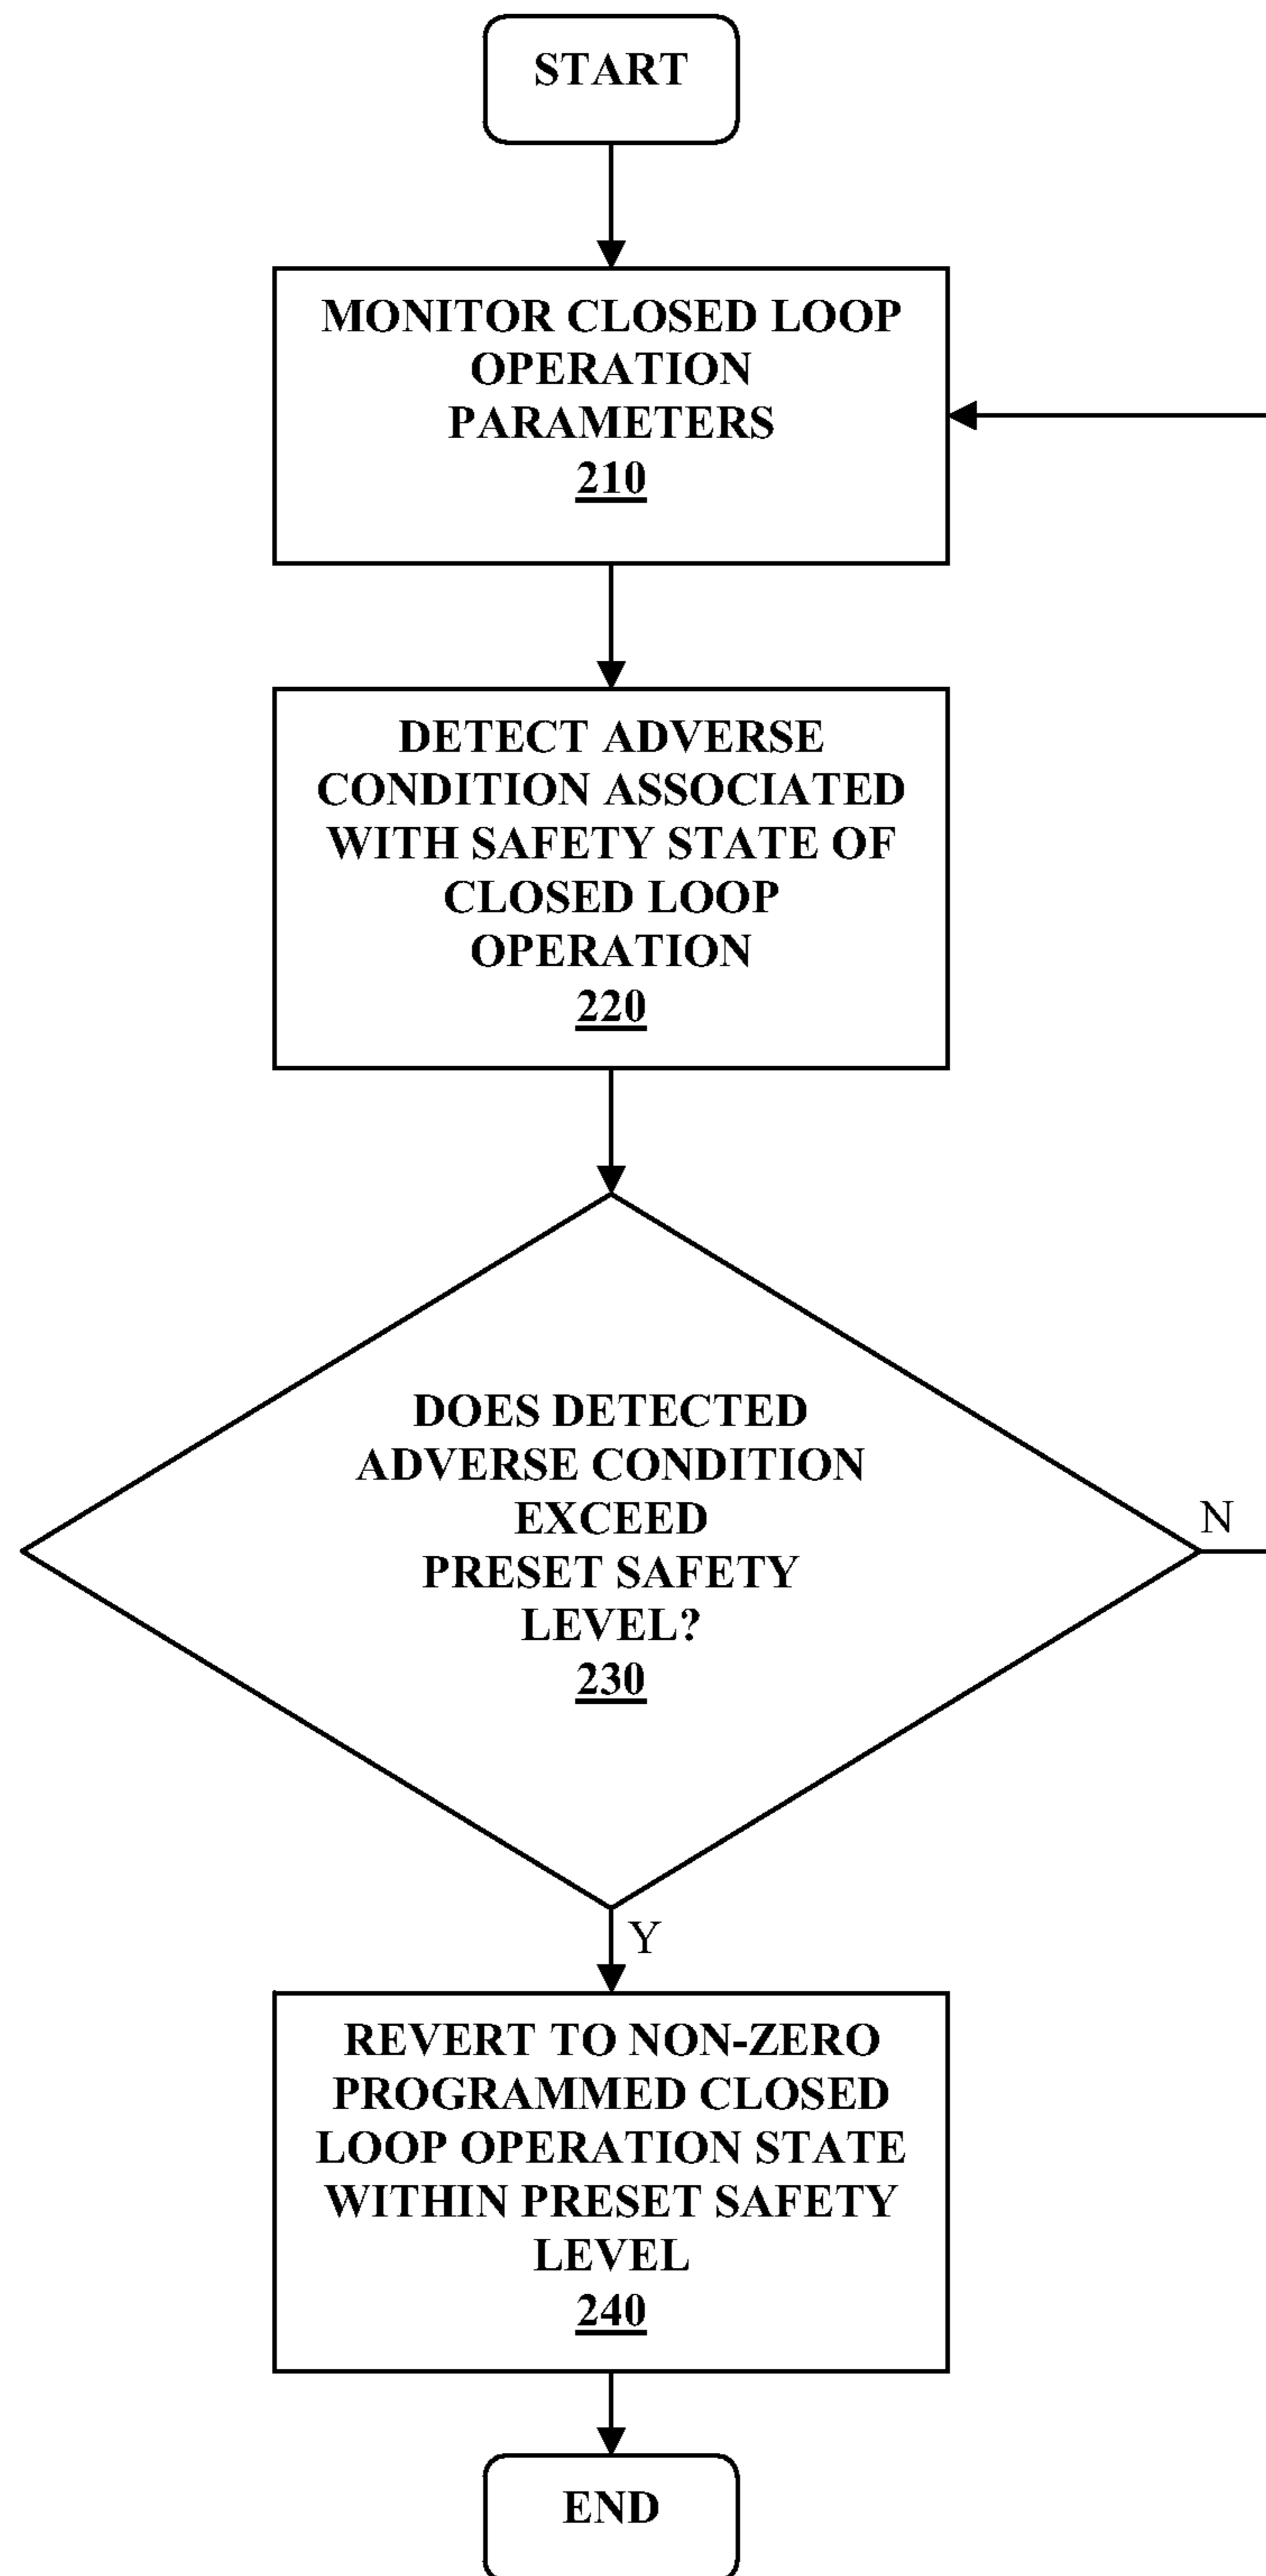 START
MONITOR CLOSED LOOP
OPERATION
PARAMETERS
210
DETECT ADVERSE
CONDITION ASSOCIATED
WITH SAFETY STATE OF
CLOSED LOOP
OPERATION
220
DOES DETECTED
ADVERSE CONDITION
EXCEED
PRESET SAFETY
LEVEL?
230
N
Y
REVERT TO NON-ZERO
PROGRAMMED CLOSED
LOOP OPERATION STATE
WITHIN PRESET SAFETY
LEVEL
240
END